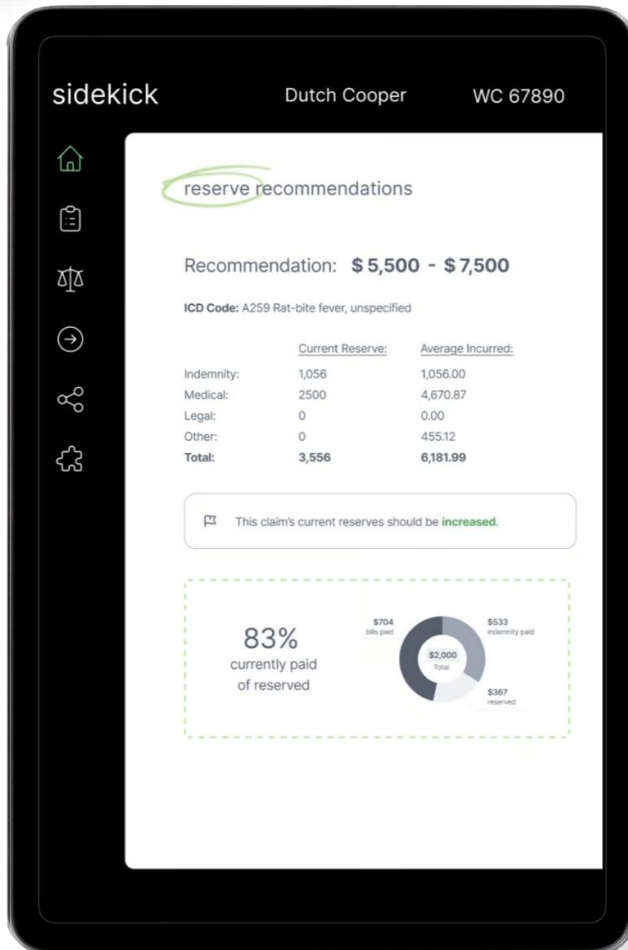 sidekick Dutch Cooper WC 67890
reserve recommendations
Recommendation: $ 5,500 - $ 7,500
ICD Code: A259 Rat-bite fever, unspecified
Current Reserve: Average Incurred:
Indemnity: 1,056 1,056.00
Medical: 2500 4,670.87
Legal: 0 0.00
Other: 0 455.12
Total: 3,556 6,181.99
This claim's current reserves should be increased.
83%
currently paid
of reserved
$704
bills paid
$533
indemnity paid
$2,000
Total
$367
reserved